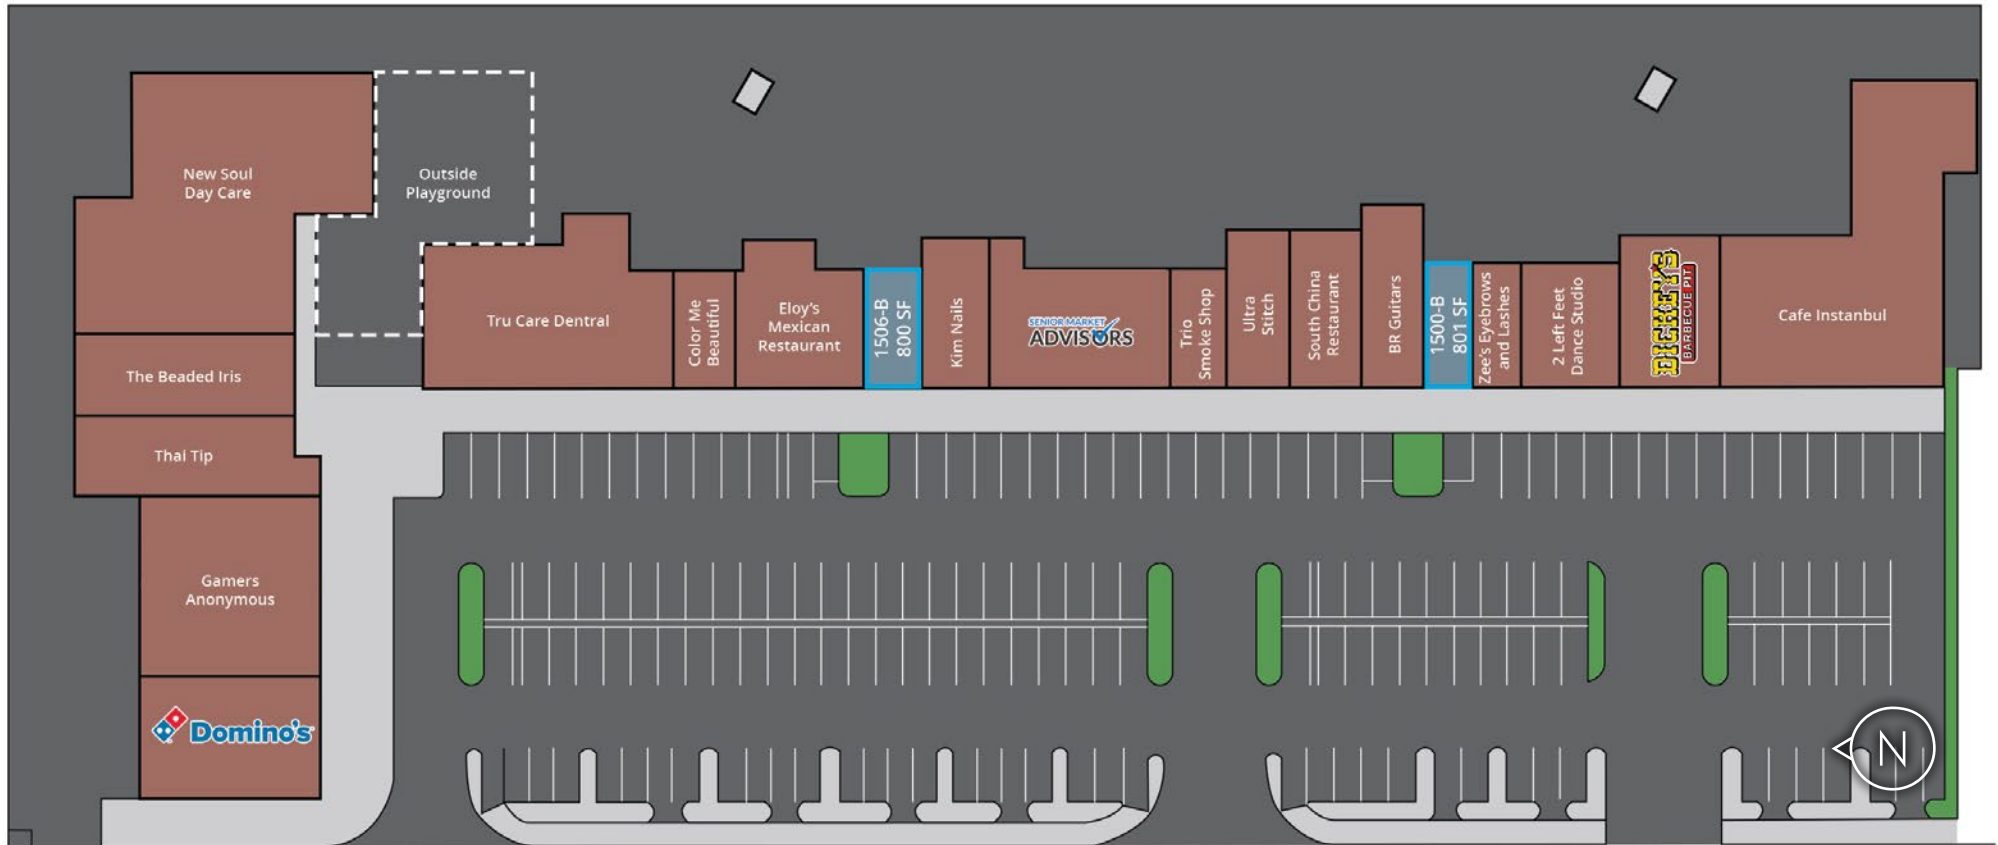 New Soul
Day Care
Outside
Playground
The Beaded Iris
Thai Tip
Gamers
Anonymous
Domino's
Tru Care Dentral
Color Me
Beautiful
Eloy's
Mexican
Restaurant
1506-B
800 SF
Kim Nails
SENIOR MARKET
ADVISORS
Trio
Smoke Shop
Ultra
Stitch
South China
Restaurant
BR Guitars
1500-B
801 SF
Zee's Eyebrows
and Lashes
2 Left Feet
Dance Studio
DICKEY'S
BARBECUE PIT
Cafe Instanbul
N